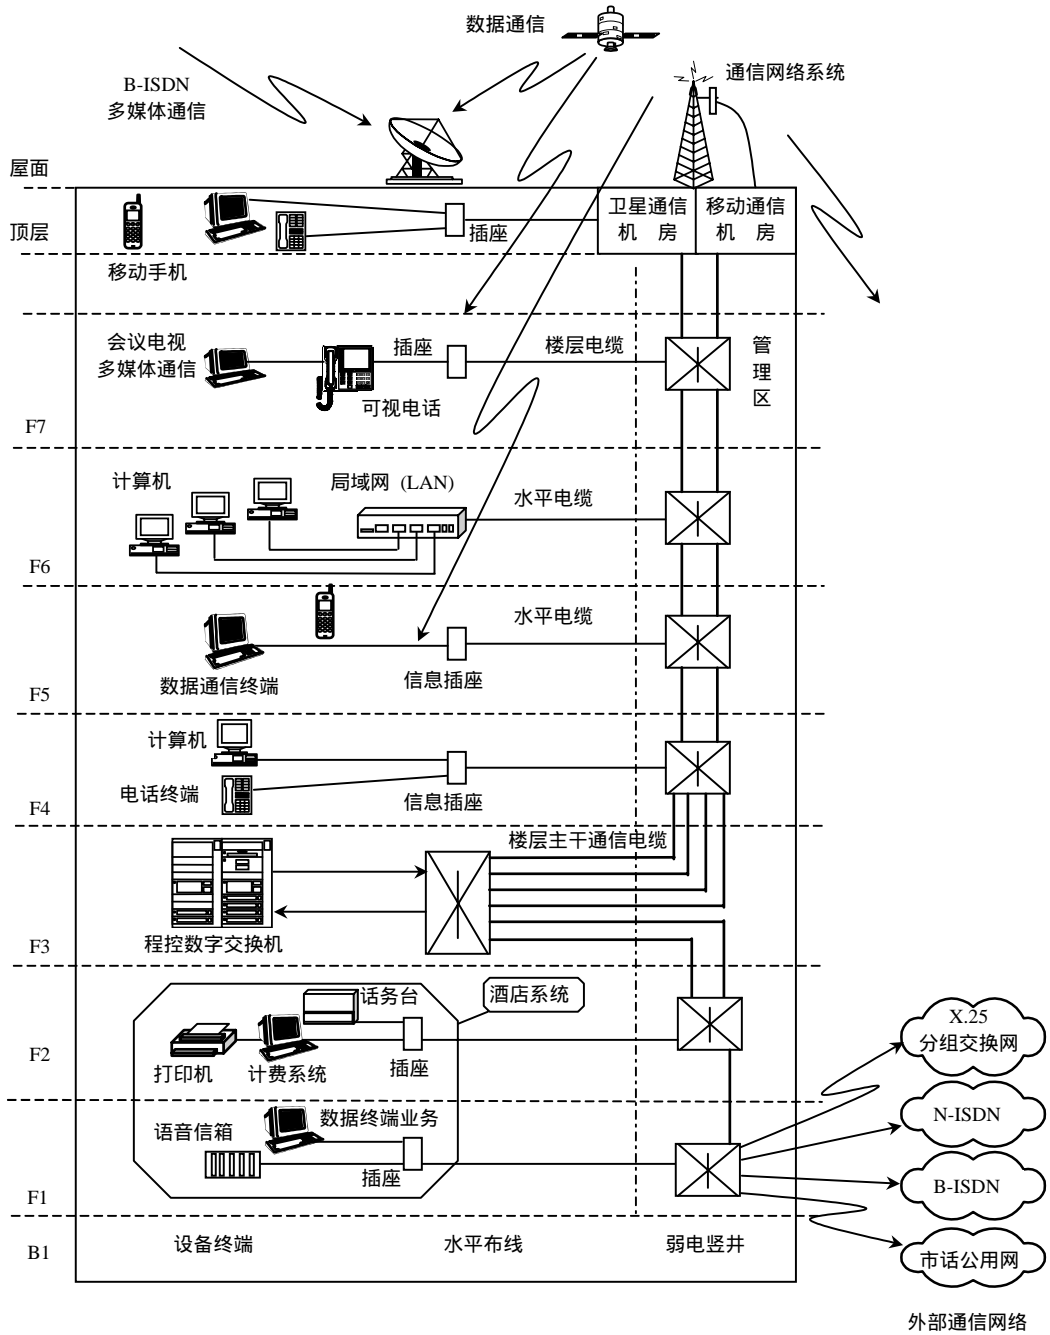 数据通信
通信网络系统
B-ISDN
多媒体通信
屋面
顶层
卫星通信
机 房
移动通信
机 房
插座
移动手机
会议电视
多媒体通信
插座
楼层电缆
管
理
区
可视电话
F7
计算机
局域网 (LAN)
水平电缆
F6
水平电缆
数据通信终端
信息插座
F5
计算机
电话终端
信息插座
F4
楼层主干通信电缆
程控数字交换机
F3
话务台
酒店系统
X.25
分组交换网
F2
打印机
计费系统
插座
语音信箱
数据终端业务
N-ISDN
插座
F1
B-ISDN
B1
设备终端
水平布线
弱电竖井
市话公用网
外部通信网络